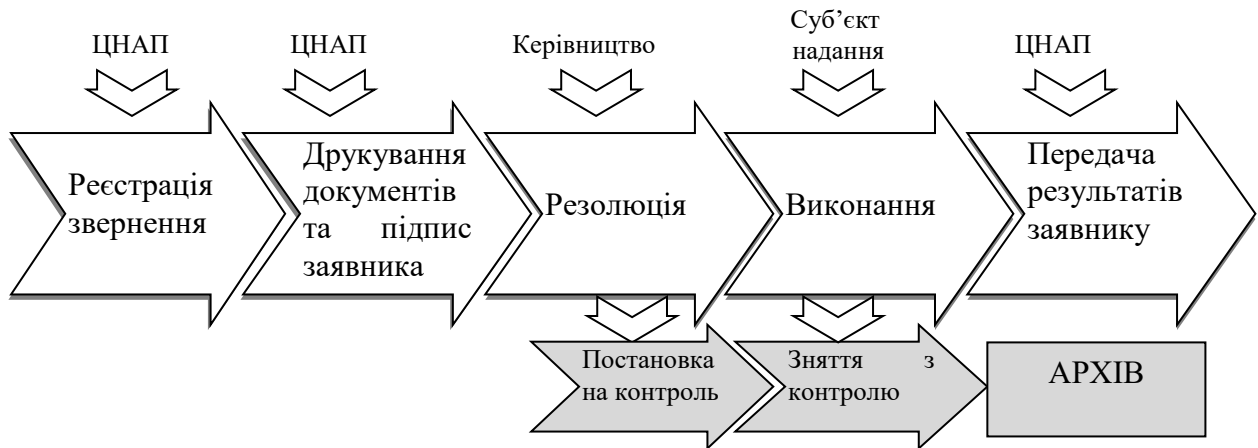 ЦНАП
ЦНАП
Керівництво
Суб’єкт
надання
ЦНАП
Реєстрація
звернення
Друкування
документів
та підпис
заявника
Резолюція
Виконання
Передача
результатів
заявнику
Постановка
на контроль
Зняття з
контролю
АРХІВ